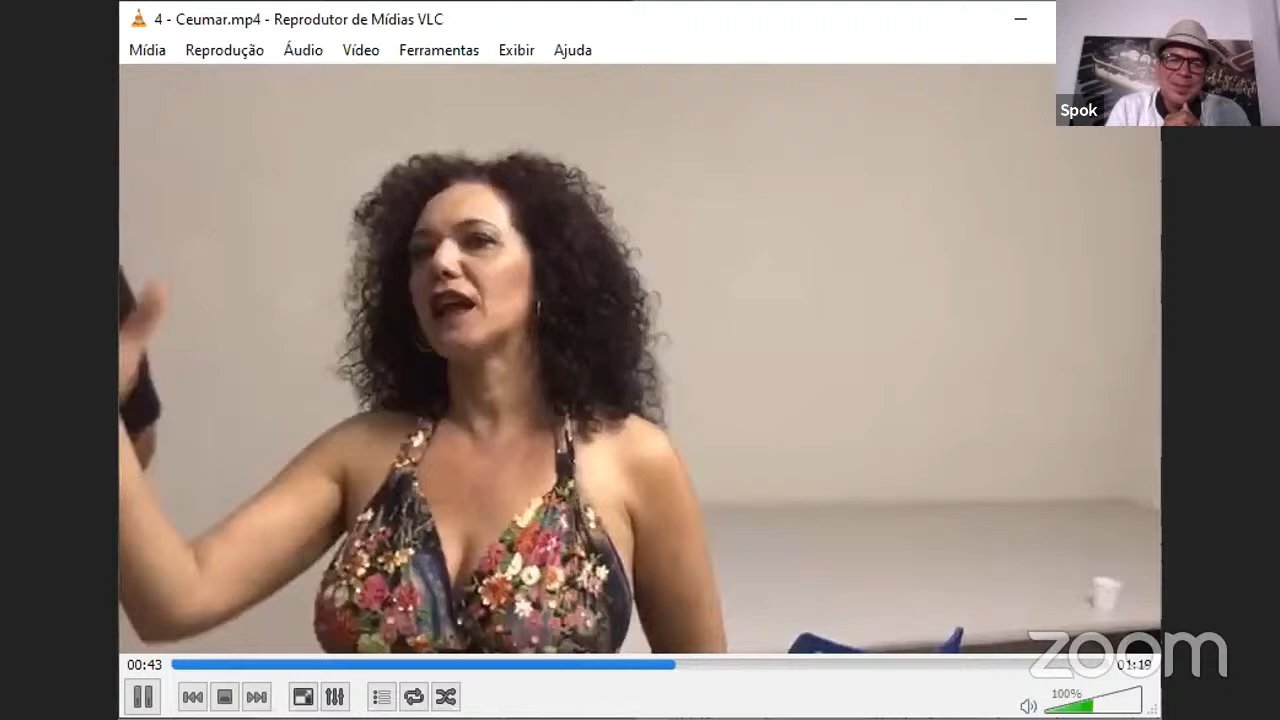 4 - Ceumar.mp4 - Reprodutor de Mídias VLC
Mídia Reprodução Áudio Vídeo Ferramentas Exibir Ajuda
Spok
00:43
01:19
100%
zoom